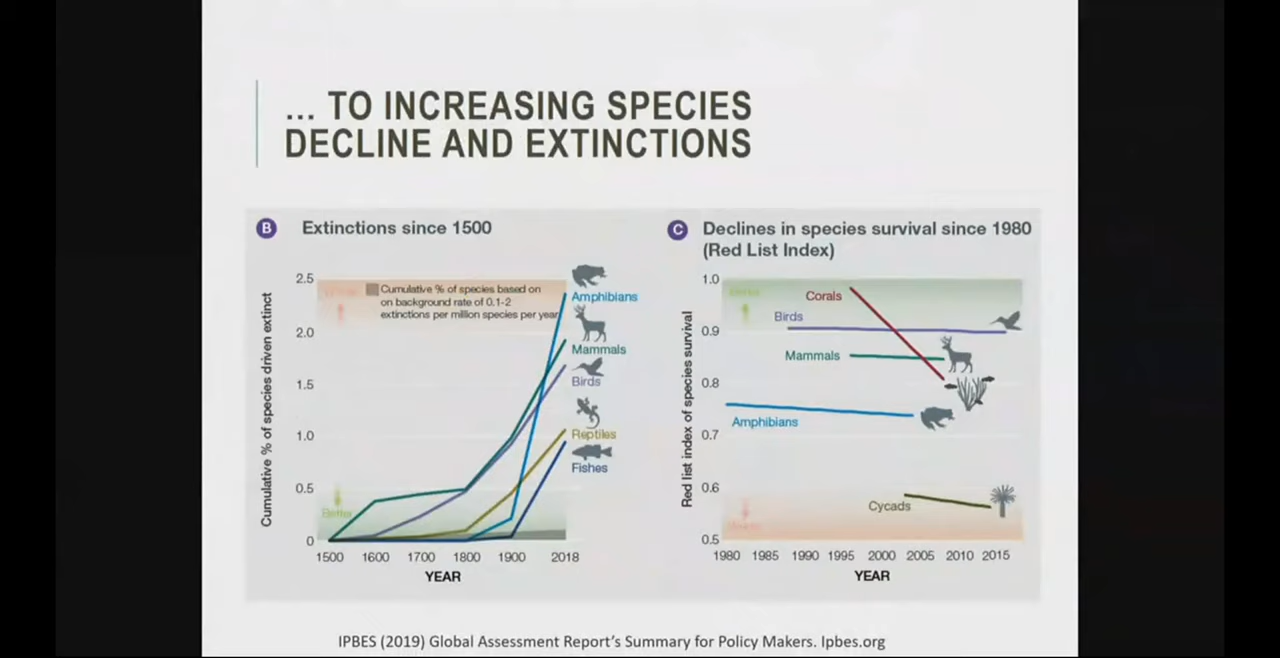 ... TO INCREASING SPECIES
DECLINE AND EXTINCTIONS
B Extinctions since 1500
Cumulative % of species driven extinct
2.5
2.0
1.5
1.0
0.5
0
Cumulative % of species based on
on background rate of 0.1-2
extinctions per million species per year
Amphibians
Mammals
Birds
Reptiles
Fishes
Better
1500 1600 1700 1800 1900 2018
YEAR
C Declines in species survival since 1980
(Red List Index)
Red list index of species survival
1.0
0.9
0.8
0.7
0.6
0.5
Corals
Birds
Mammals
Amphibians
Cycads
1980 1985 1990 1995 2000 2005 2010 2015
YEAR
IPBES (2019) Global Assessment Report's Summary for Policy Makers. Ipbes.org